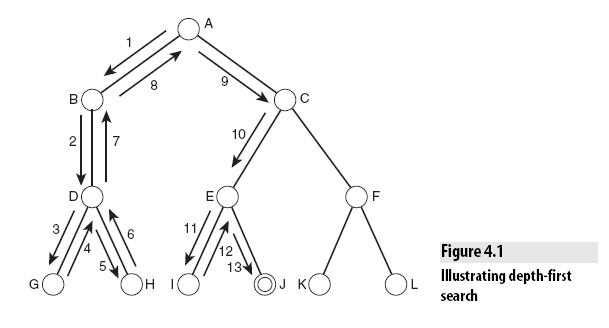 A
1
8
9
B
C
2
7
10
D
E
F
3
4
5
6
11
12
13
G
H
I
J
K
L
Figure 4.1
Illustrating depth-first
search